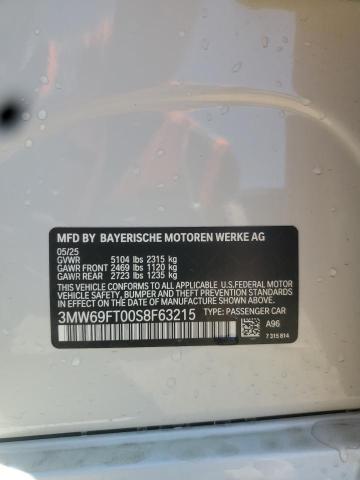 MFD BY BAYERISCHE MOTOREN WERKE AG
05/25
GVWR 5104 lbs 2315 kg
GAWR FRONT 2469 lbs 1120 kg
GAWR REAR 2723 lbs 1235 kg
THIS VEHICLE CONFORMS TO ALL APPLICABLE U.S.FEDERAL MOTOR
VEHICLE SAFETY, BUMPER, AND THEFT PREVENTION STANDARDS IN
EFFECT ON THE DATE OF MANUFACTURE SHOWN ABOVE.
3MW69FT00S8F63215 TYPE: PASSENGER CAR
A96
7 315 814